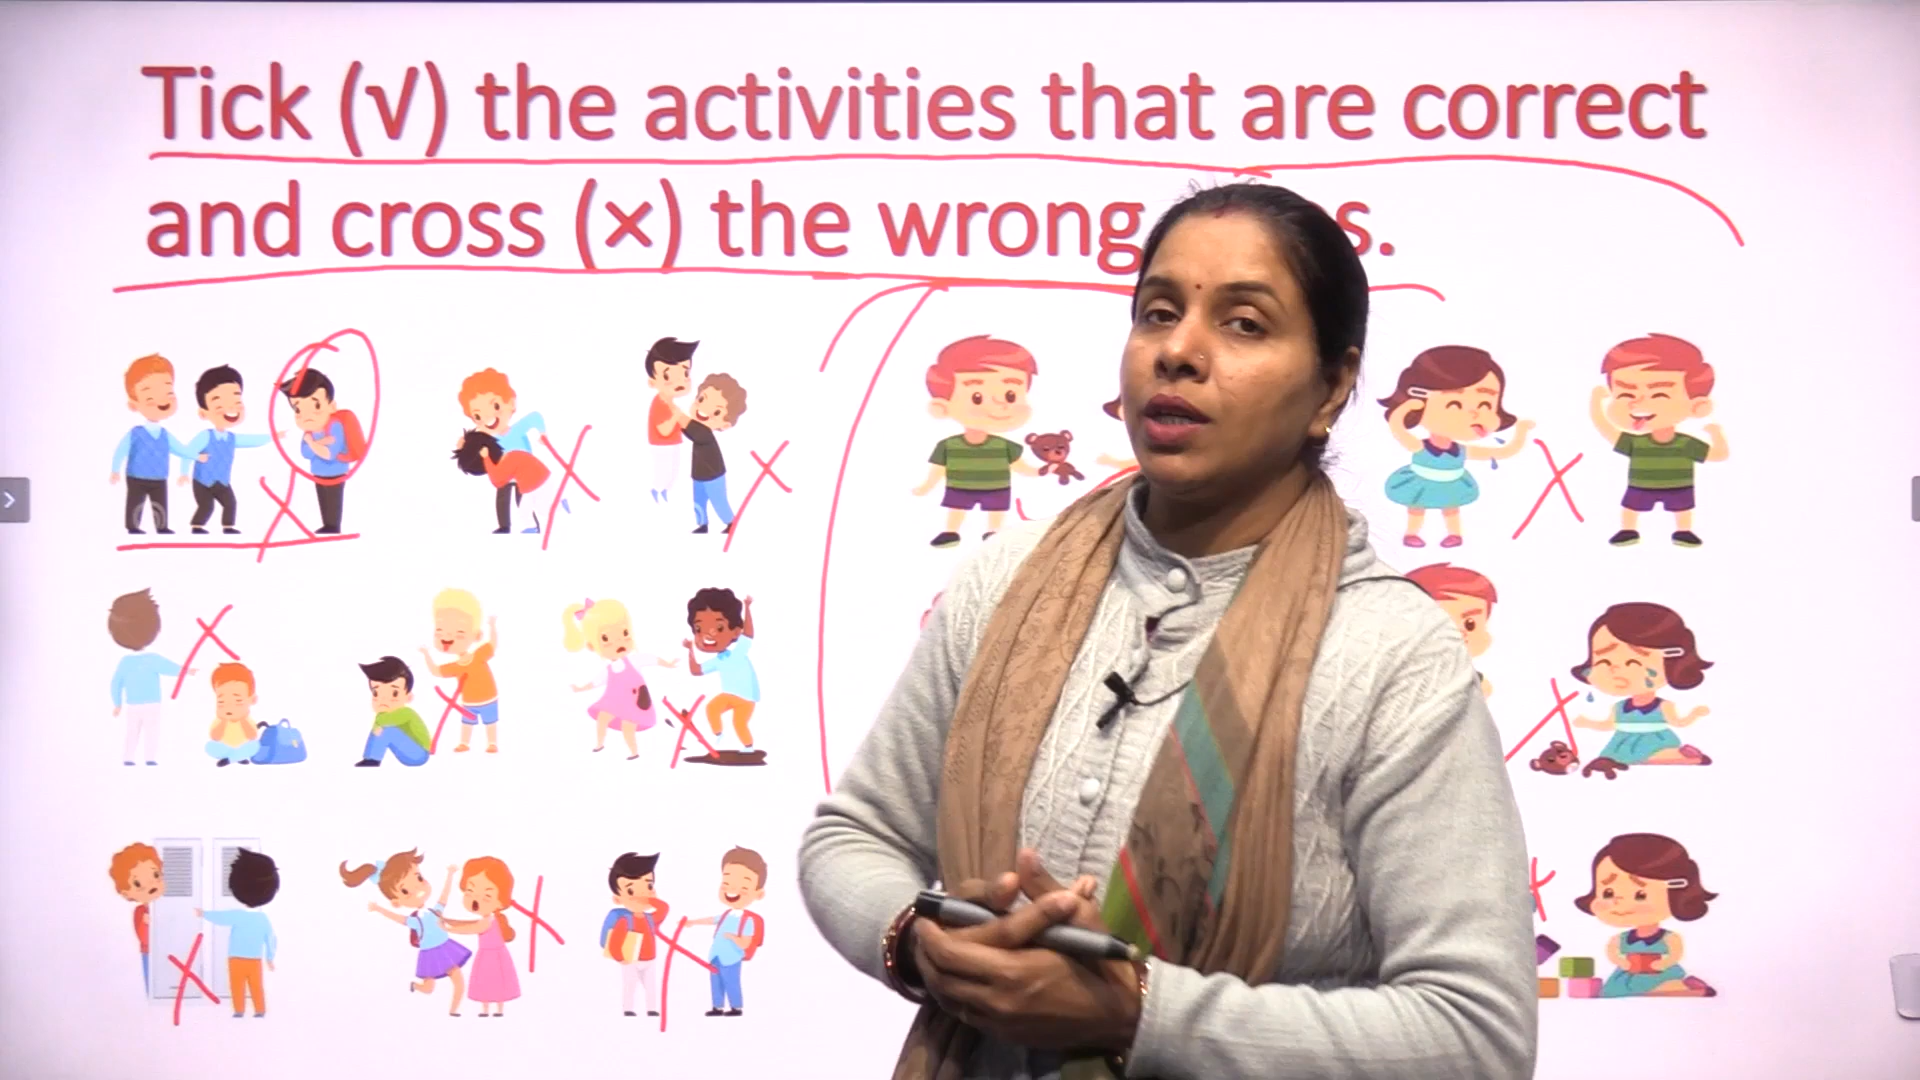 Tick (√) the activities that are correct
and cross (×) the wrong